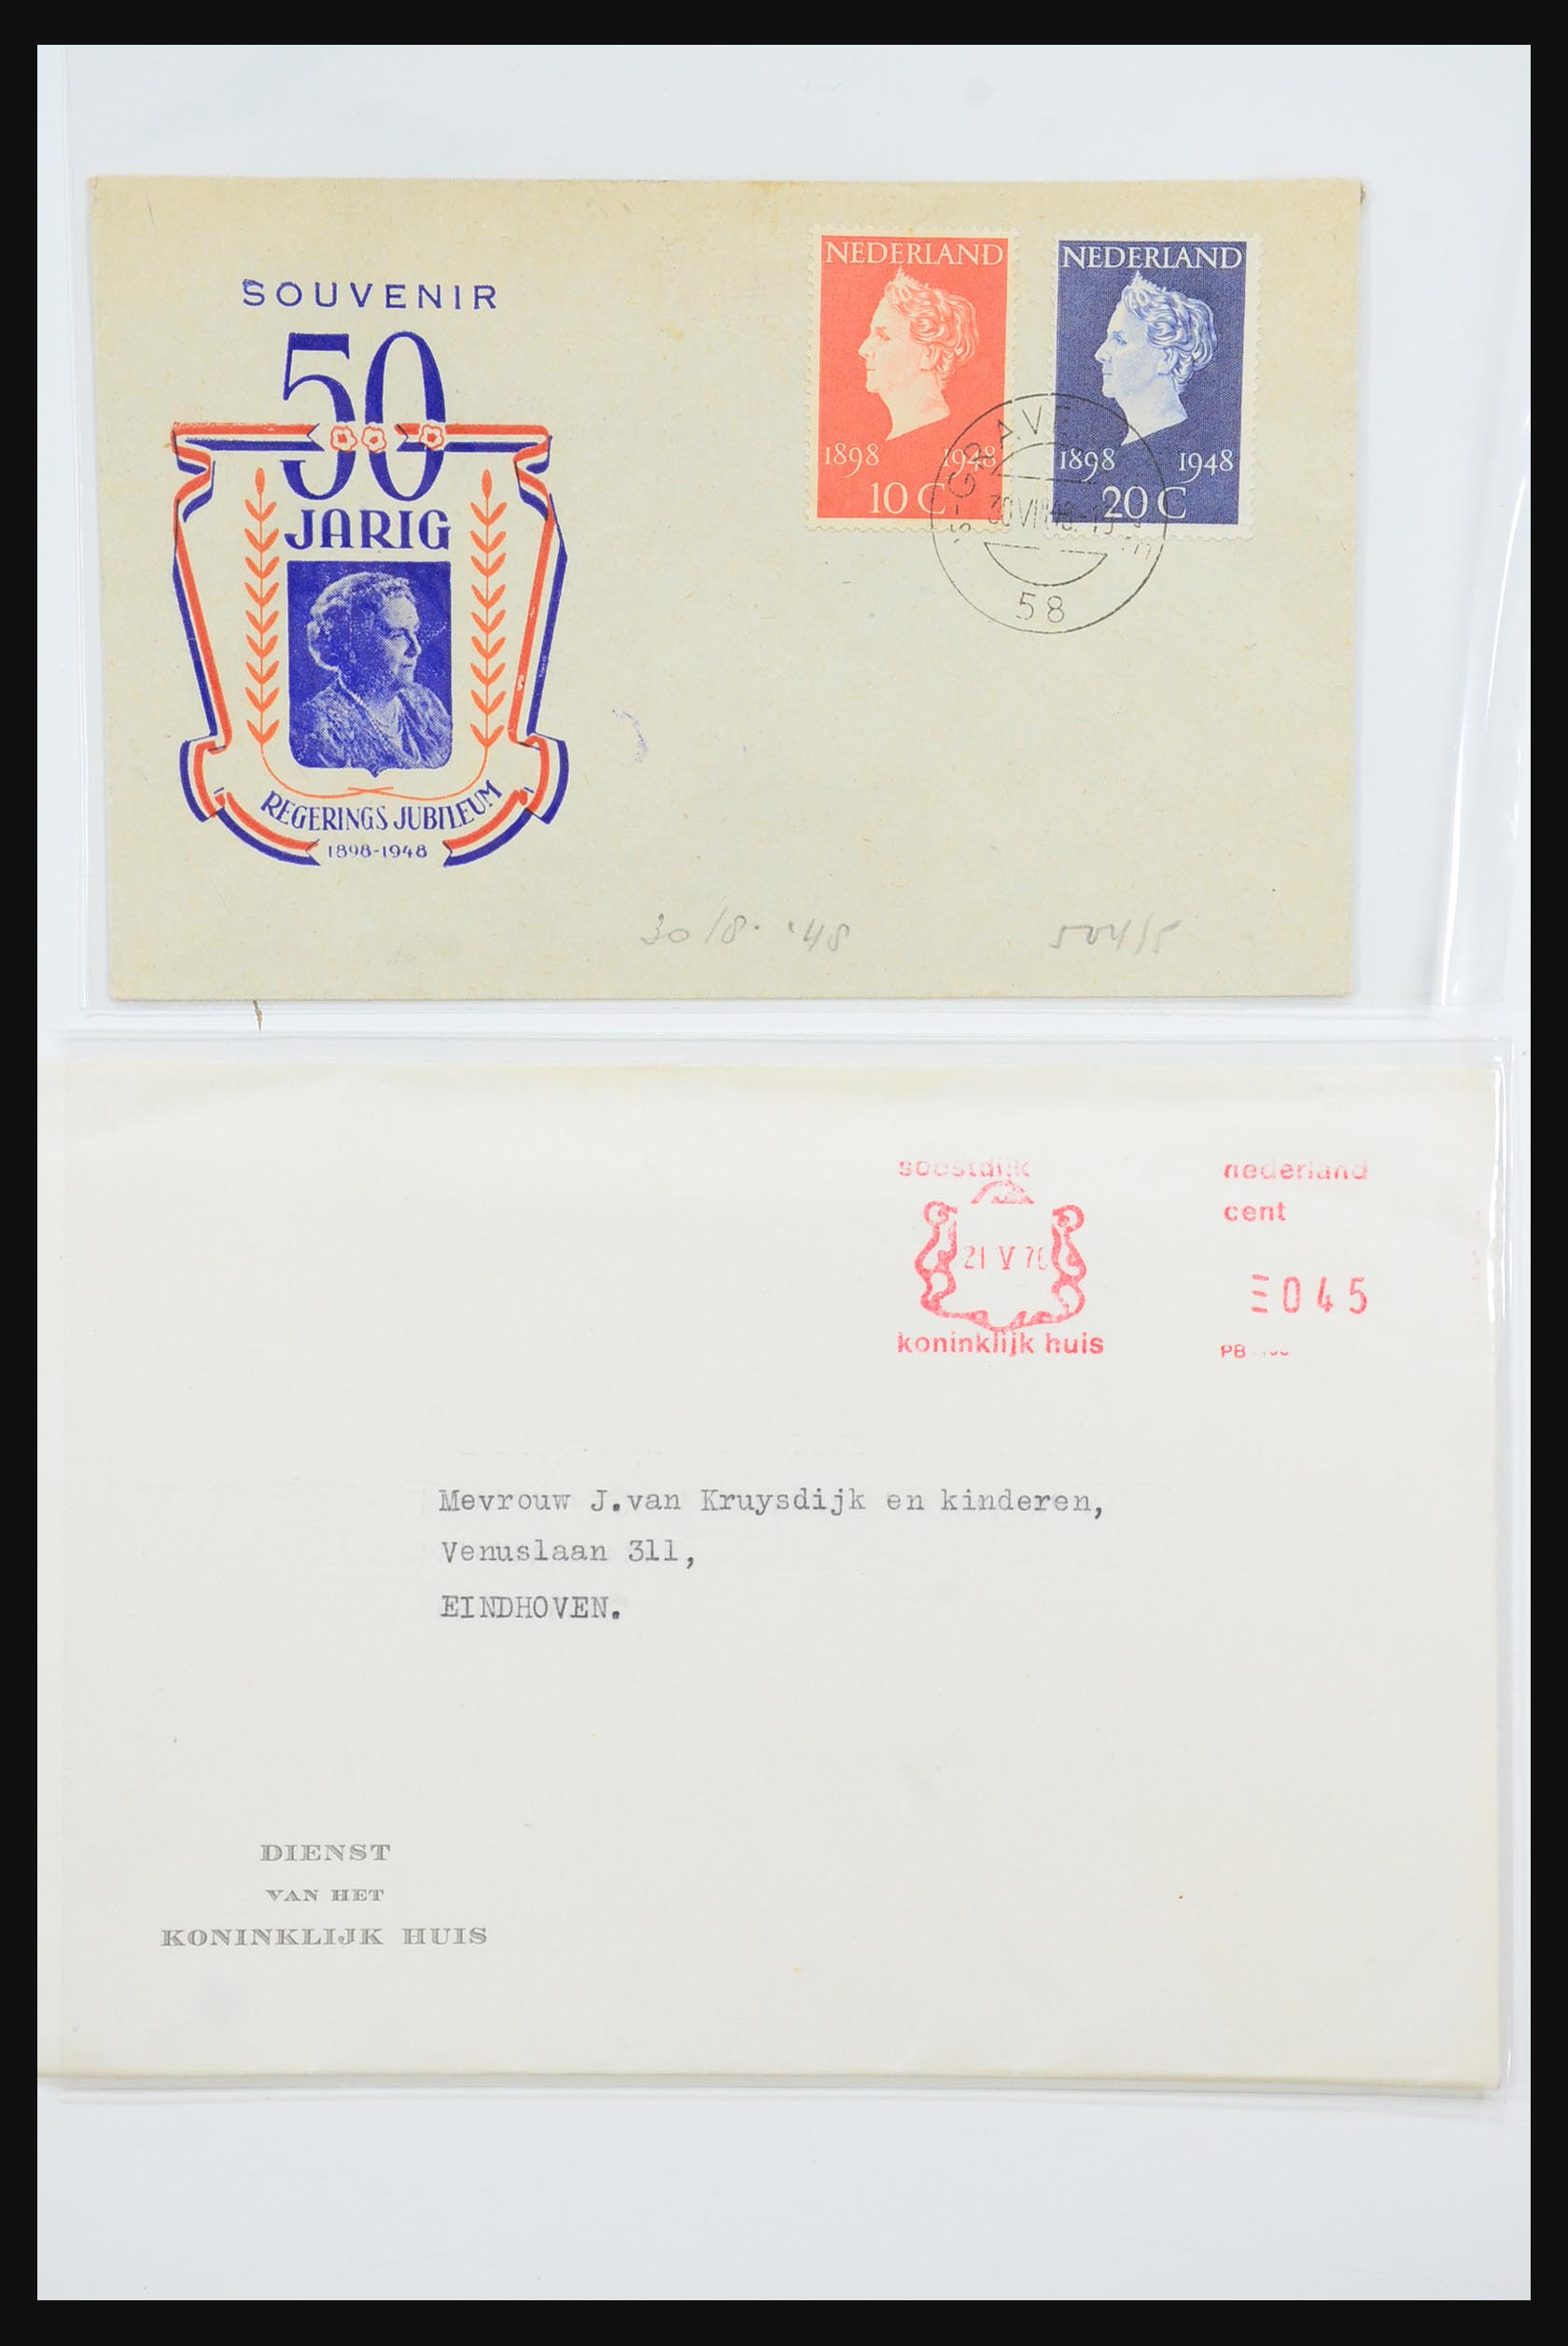 SOUVENIR
50
JARIG
REGERINGS JUBILEUM
1898-1948
NEDERLAND
1898 1948
10 C
NEDERLAND
1898 1948
20 C
58
30/8. '48
504/5
soestdijk
21 V 76
koninklijk huis
nederland
cent
045
PB
Mevrouw J.van Kruysdijk en kinderen,
Venuslaan 311,
EINDHOVEN.
DIENST
VAN HET
KONINKLIJK HUIS